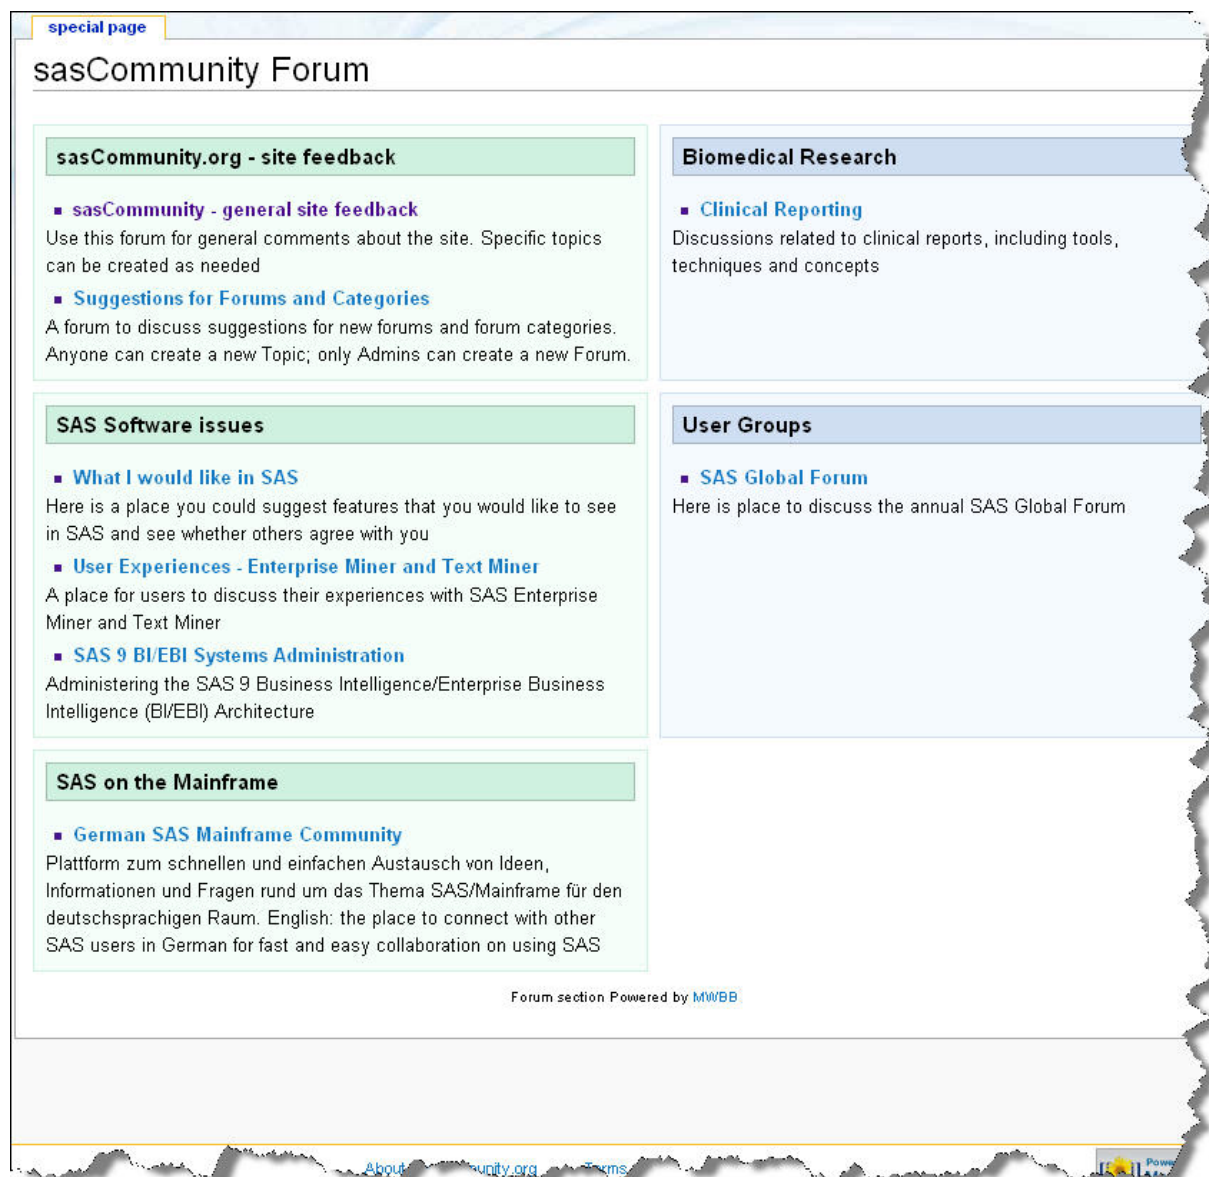 special page
sasCommunity Forum
sasCommunity.org - site feedback
sasCommunity - general site feedback
Use this forum for general comments about the site. Specific topics
can be created as needed
Suggestions for Forums and Categories
A forum to discuss suggestions for new forums and forum categories.
Anyone can create a new Topic; only Admins can create a new Forum.
Biomedical Research
Clinical Reporting
Discussions related to clinical reports, including tools,
techniques and concepts
SAS Software issues
What I would like in SAS
Here is a place you could suggest features that you would like to see
in SAS and see whether others agree with you
User Experiences - Enterprise Miner and Text Miner
A place for users to discuss their experiences with SAS Enterprise
Miner and Text Miner
SAS 9 BI/EBI Systems Administration
Administering the SAS 9 Business Intelligence/Enterprise Business
Intelligence (BI/EBI) Architecture
User Groups
SAS Global Forum
Here is place to discuss the annual SAS Global Forum
SAS on the Mainframe
German SAS Mainframe Community
Plattform zum schnellen und einfachen Austausch von Ideen,
Informationen und Fragen rund um das Thema SAS/Mainframe für den
deutschsprachigen Raum. English: the place to connect with other
SAS users in German for fast and easy collaboration on using SAS
Forum section Powered by MWBB
About
Terms